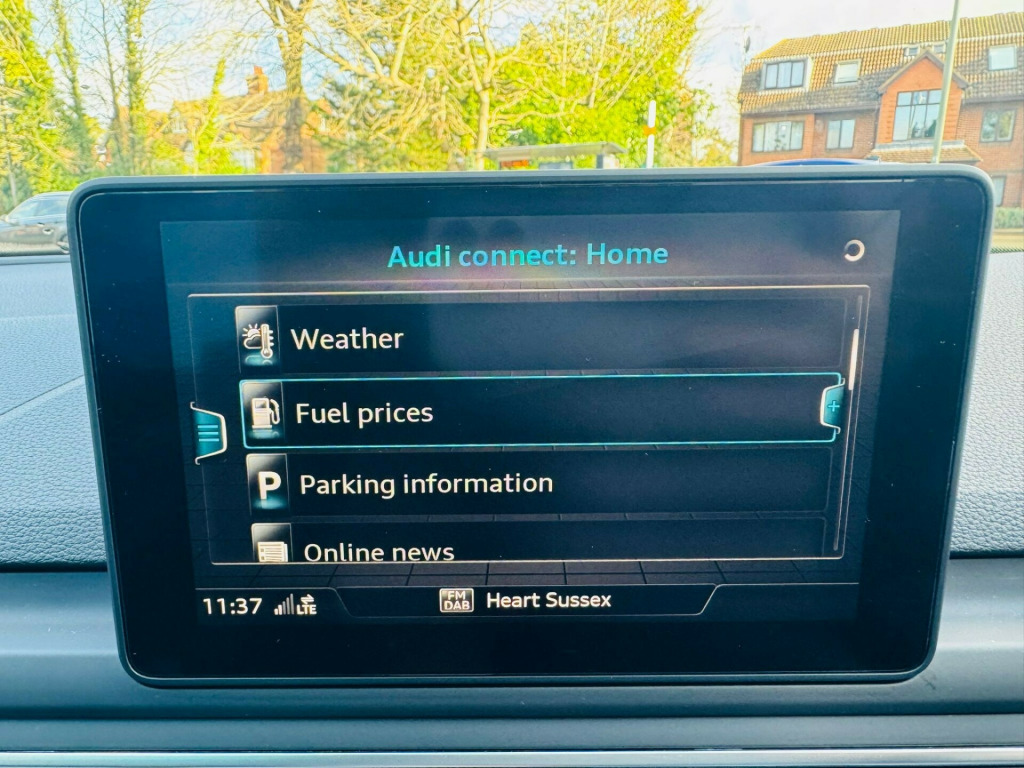 Audi connect: Home
Weather
Fuel prices
P Parking information
Online news
11:37 LTE FM DAB Heart Sussex